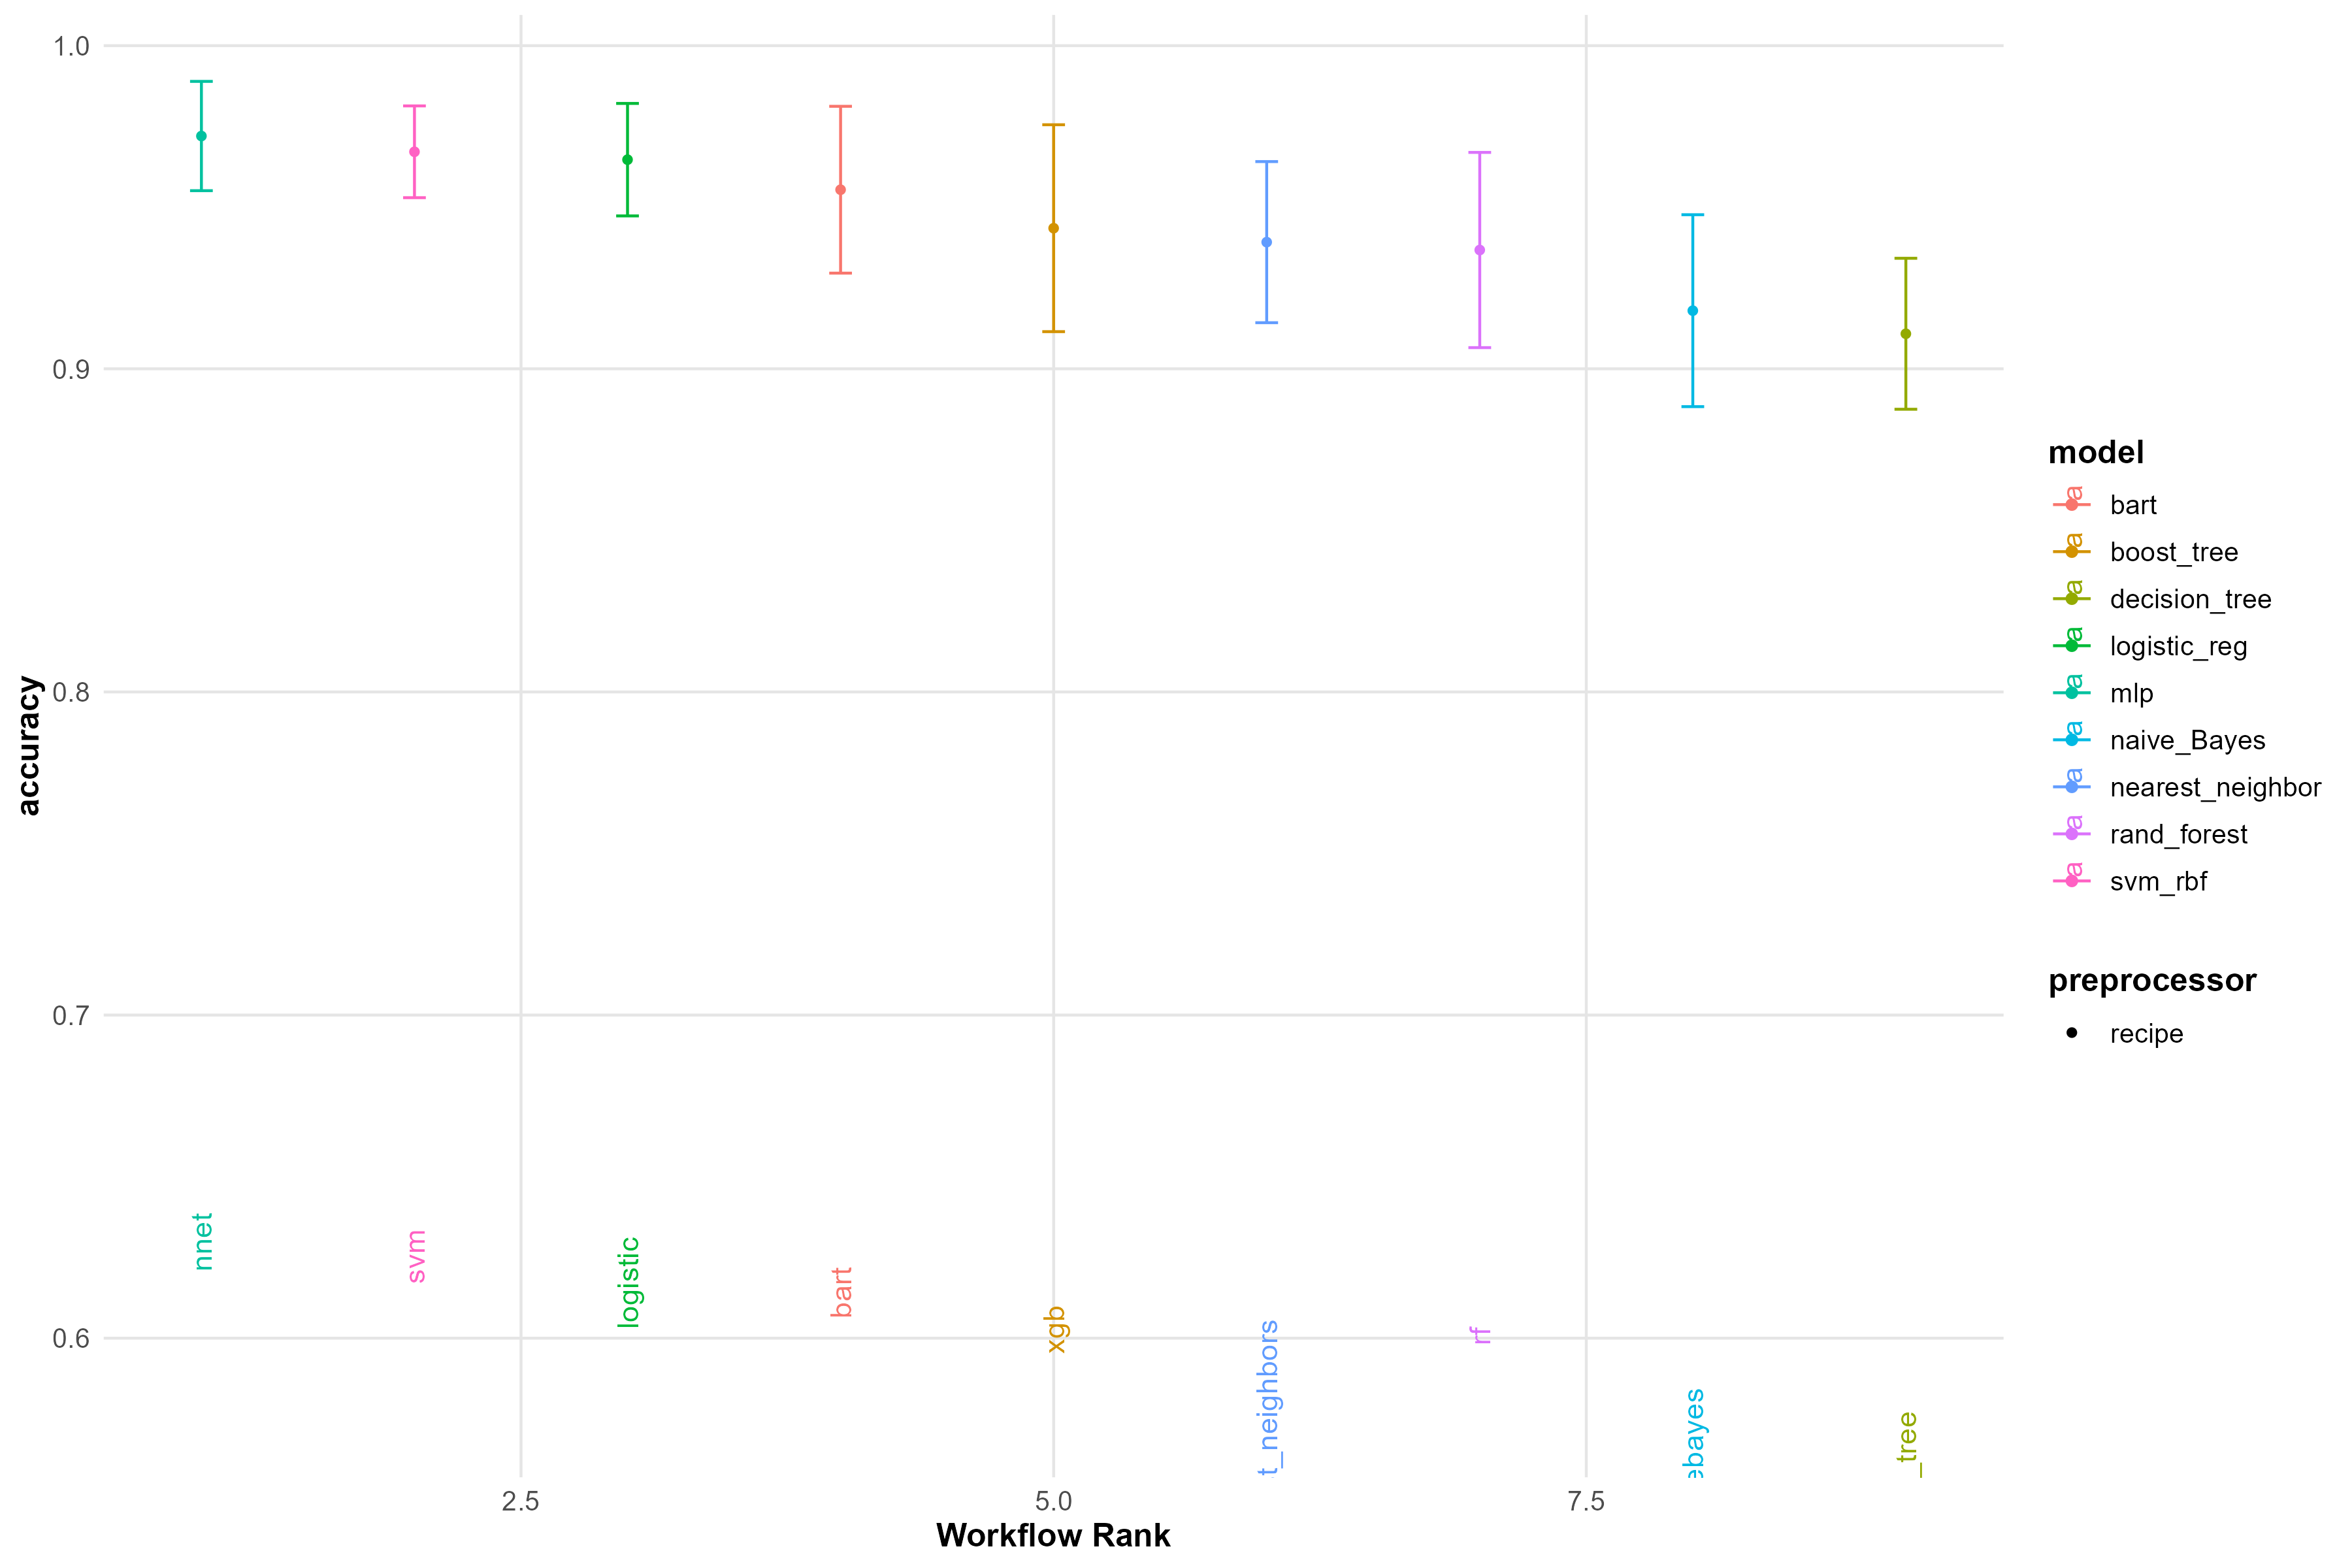 1.0
0.9
0.8
0.7
0.6
accuracy
nnet
svm
logistic
bart
xgb
t_neighbors
rf
ebayes
_tree
2.5
5.0
7.5
Workflow Rank
model
a bart
a boost_tree
a decision_tree
a logistic_reg
a mlp
a naive_Bayes
a nearest_neighbor
a rand_forest
a svm_rbf
preprocessor
recipe